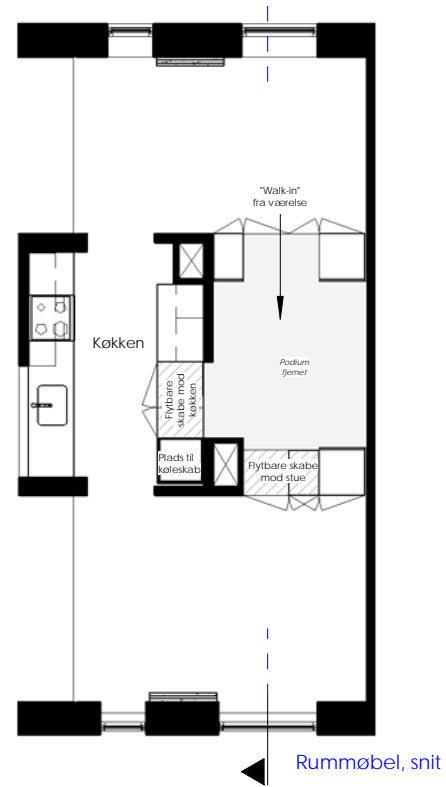 "Walk-in"
fra værelse
Køkken
Podium
fjernet
Flytbare
skabe mod
køkken
Plads til
køleskab
Flytbare skabe
mod stue
Rummøbel, snit